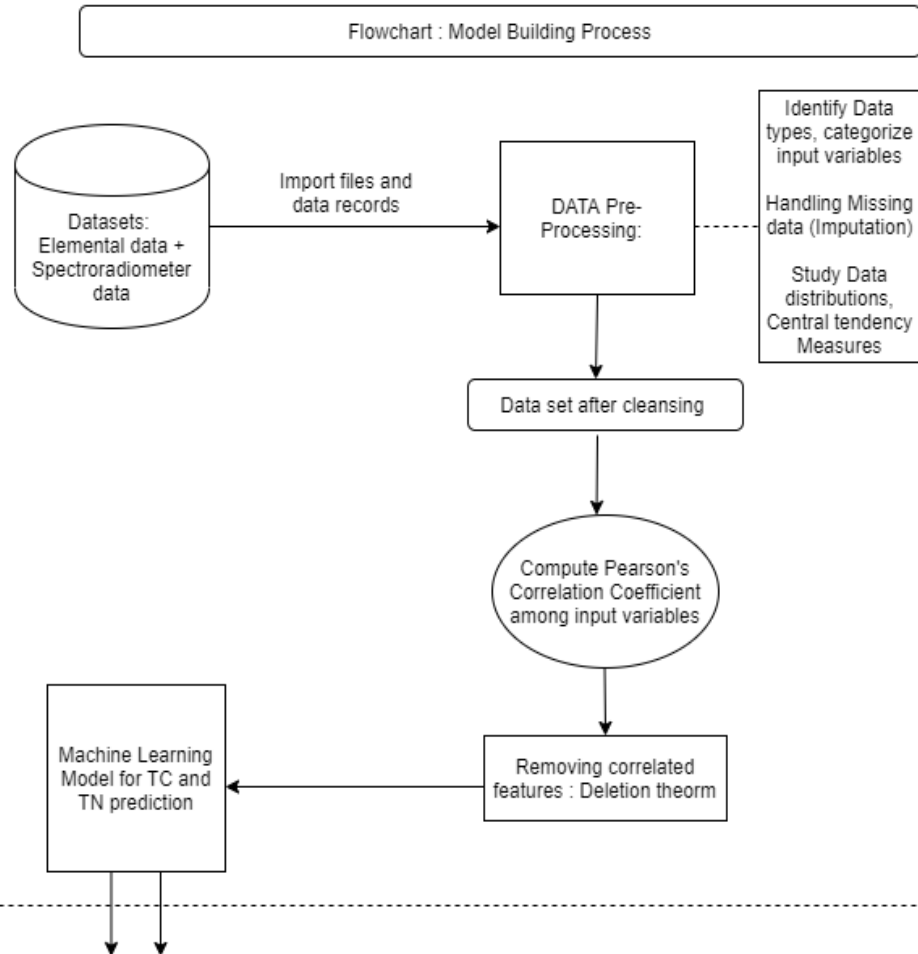 Flowchart : Model Building Process
Datasets:
Elemental data +
Spectroradiometer
data
Import files and
data records
DATA Pre-
Processing:
Identify Data
types, categorize
input variables
Handling Missing
data (Imputation)
Study Data
distributions,
Central tendency
Measures
Data set after cleansing
Compute Pearson's
Correlation Coefficient
among input variables
Removing correlated
features : Deletion theorm
Machine Learning
Model for TC and
TN prediction